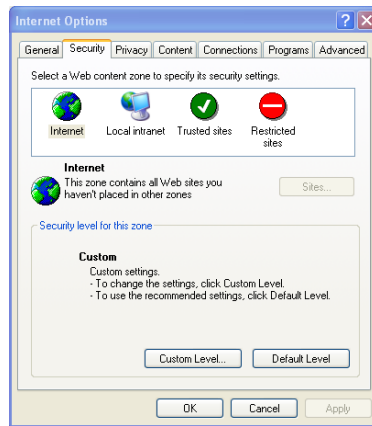 Internet Options
General Security Privacy Content Connections Programs Advanced
Select a Web content zone to specify its security settings.
Internet Local intranet Trusted sites Restricted sites
Internet
This zone contains all Web sites you
haven't placed in other zones
Sites...
Security level for this zone
Custom
Custom settings.
- To change the settings, click Custom Level.
- To use the recommended settings, click Default Level.
Custom Level... Default Level
OK Cancel Apply